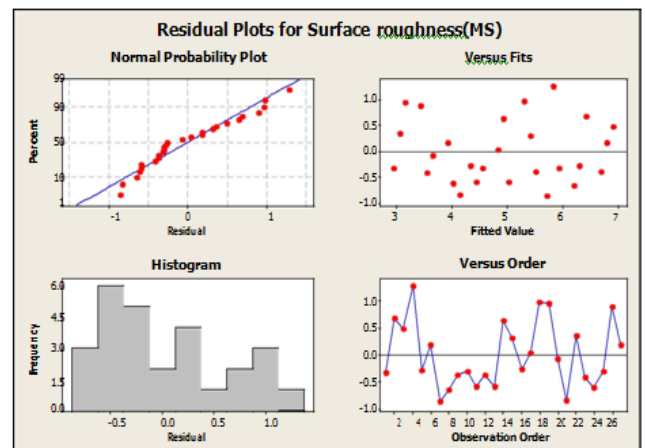 Residual Plots for Surface roughness(MS)
Normal Probability Plot
Versus Fits
99
90
50
10
1
Percent
-1
0
1
Residual
1.0
0.5
0.0
-0.5
-1.0
3
4
5
6
7
Fitted Value
Histogram
Versus Order
6.0
4.5
3.0
1.5
0.0
Frequency
-0.5
0.0
0.5
1.0
Residual
1.0
0.5
0.0
-0.5
-1.0
2 4 6 8 10 12 14 16 18 20 22 24 26
Observation Order